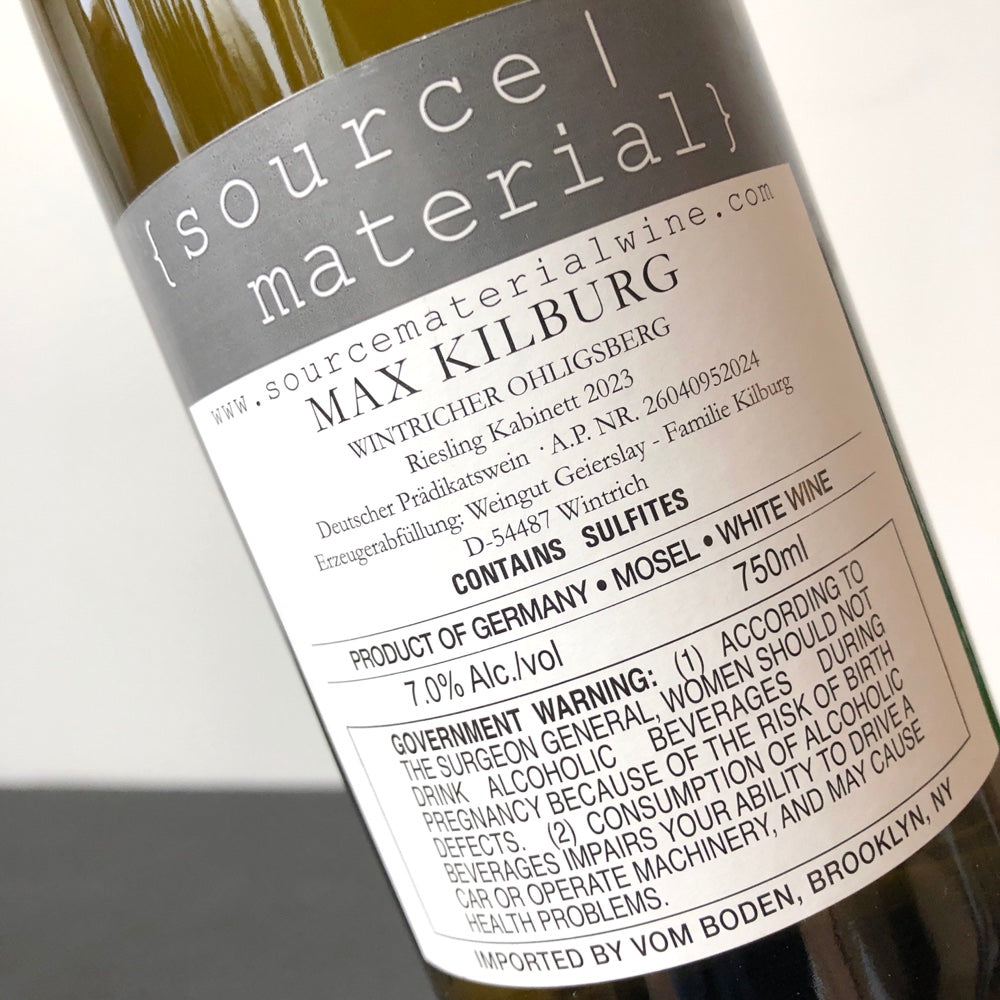 {source|
material}
www.sourcematerialwine.com
MAX KILBURG
WINTRICHER OHLIGSBERG
Riesling Kabinett 2023
Deutscher Prädikatswein · A.P. NR. 26040952024
Erzeugerabfüllung: Weingut Geierslay - Familie Kilburg
D-54487 Wintrich
CONTAINS SULFITES
PRODUCT OF GERMANY • MOSEL • WHITE WINE
7.0% Alc./vol 750ml
GOVERNMENT WARNING: (1) ACCORDING TO
THE SURGEON GENERAL, WOMEN SHOULD NOT
DRINK ALCOHOLIC BEVERAGES DURING
PREGNANCY BECAUSE OF THE RISK OF BIRTH
DEFECTS. (2) CONSUMPTION OF ALCOHOLIC
BEVERAGES IMPAIRS YOUR ABILITY TO DRIVE A
CAR OR OPERATE MACHINERY, AND MAY CAUSE
HEALTH PROBLEMS.
IMPORTED BY VOM BODEN, BROOKLYN, NY